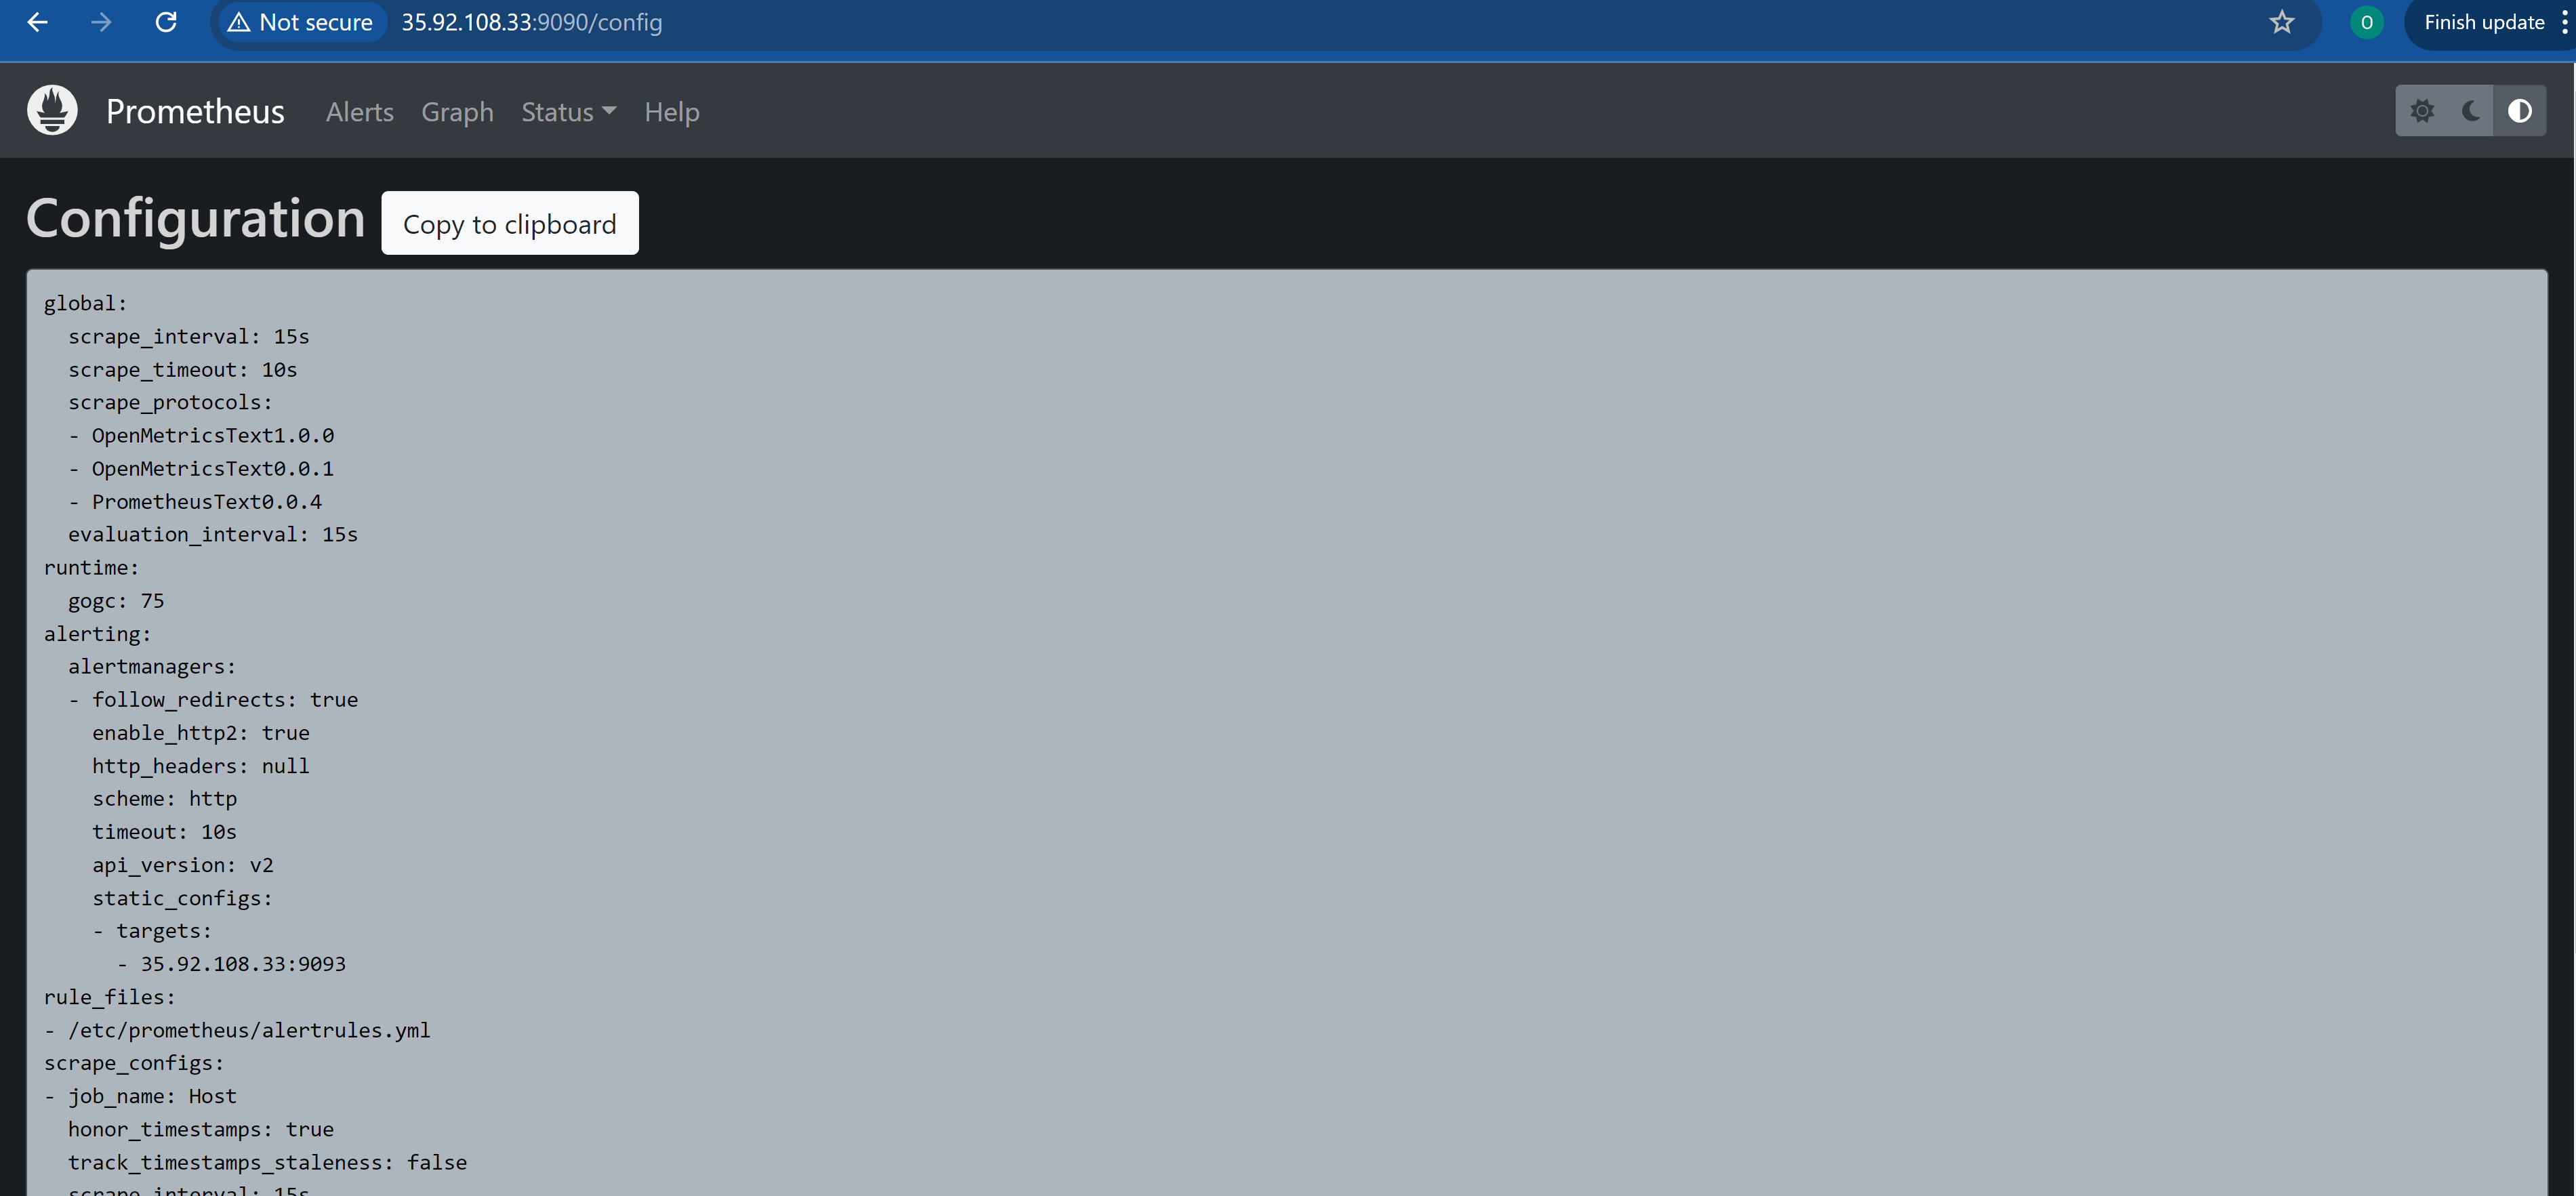 Not secure 35.92.108.33:9090/config O Finish update
Prometheus Alerts Graph Status Help
Configuration Copy to clipboard
global:
scrape_interval: 15s
scrape_timeout: 10s
scrape_protocols:
- OpenMetricsText1.0.0
- OpenMetricsText0.0.1
- PrometheusText0.0.4
evaluation_interval: 15s
runtime:
gogc: 75
alerting:
alertmanagers:
- follow_redirects: true
enable_http2: true
http_headers: null
scheme: http
timeout: 10s
api_version: v2
static_configs:
- targets:
- 35.92.108.33:9093
rule_files:
- /etc/prometheus/alertrules.yml
scrape_configs:
- job_name: Host
honor_timestamps: true
track_timestamps_staleness: false
scrape_interval: 15s